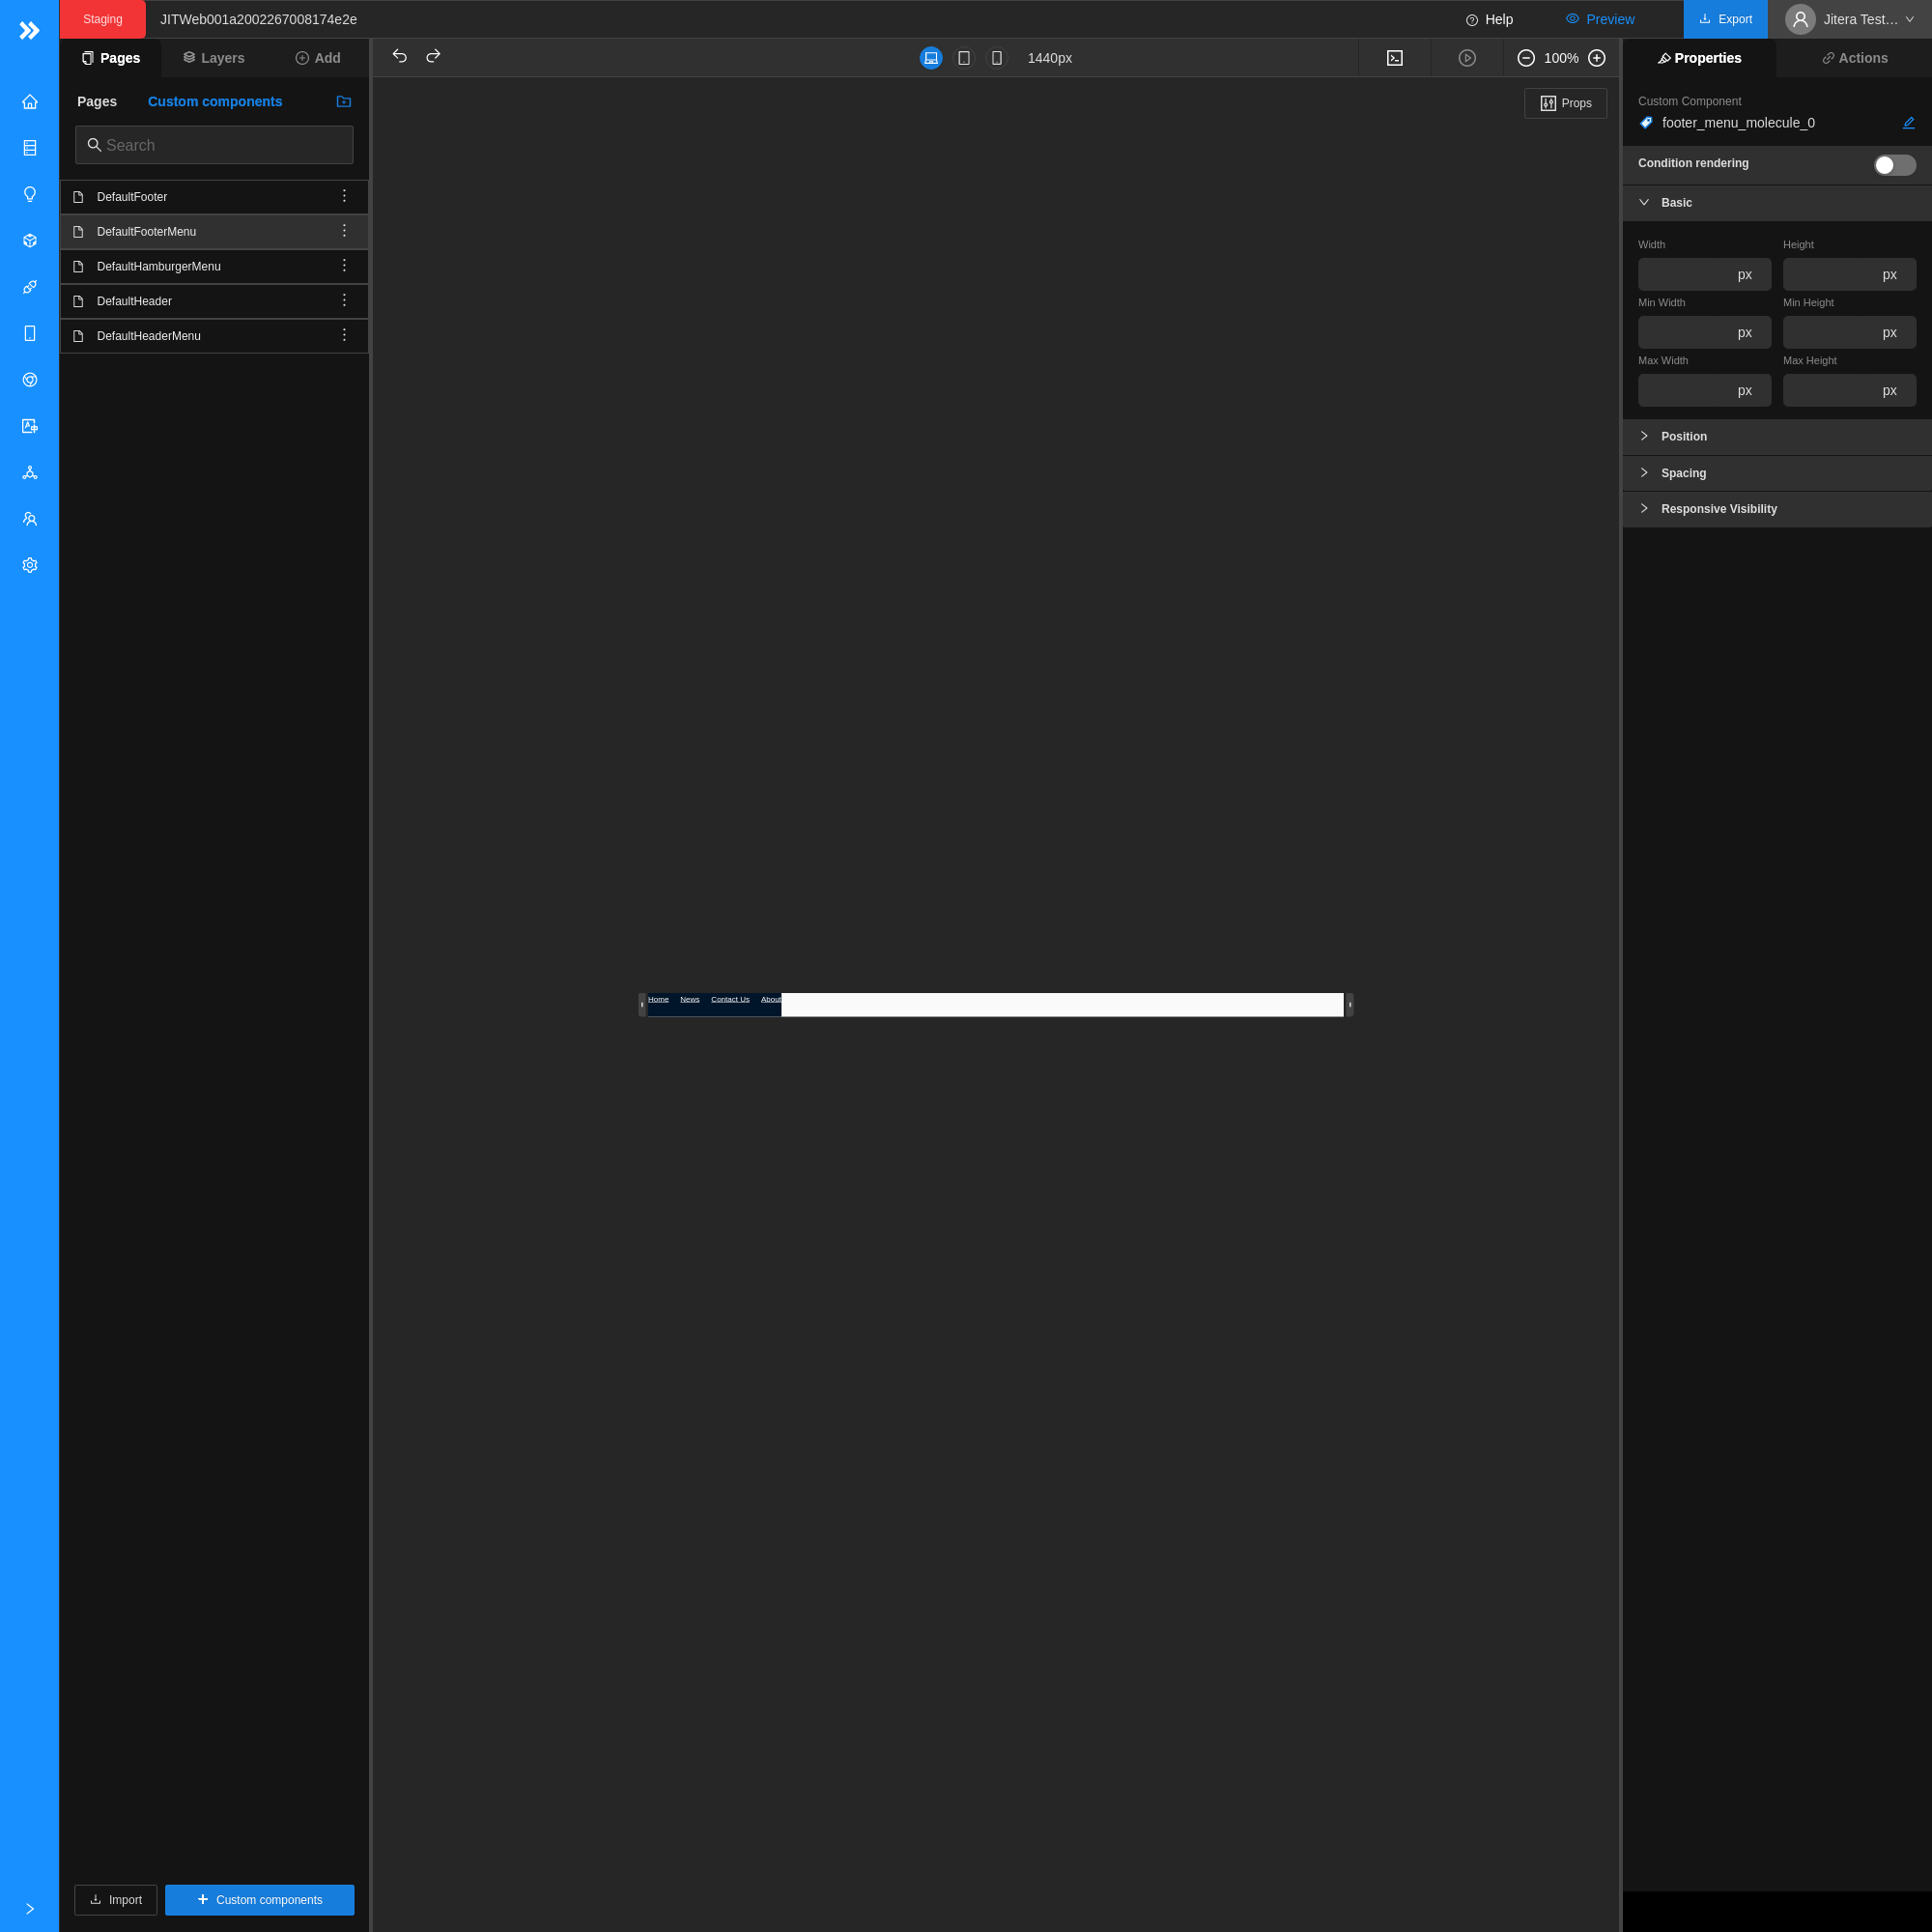 Staging
JITWeb001a2002267008174e2e
Help
Preview
Export
Jitera Test...
Pages
Layers
Add
1440px
100%
Properties
Actions
Pages
Custom components
Search
DefaultFooter
DefaultFooterMenu
DefaultHamburgerMenu
DefaultHeader
DefaultHeaderMenu
Import
Custom components
Props
Home
News
Contact Us
About
Custom Component
footer_menu_molecule_0
Condition rendering
Basic
Width
Height
px
px
Min Width
Min Height
px
px
Max Width
Max Height
px
px
Position
Spacing
Responsive Visibility